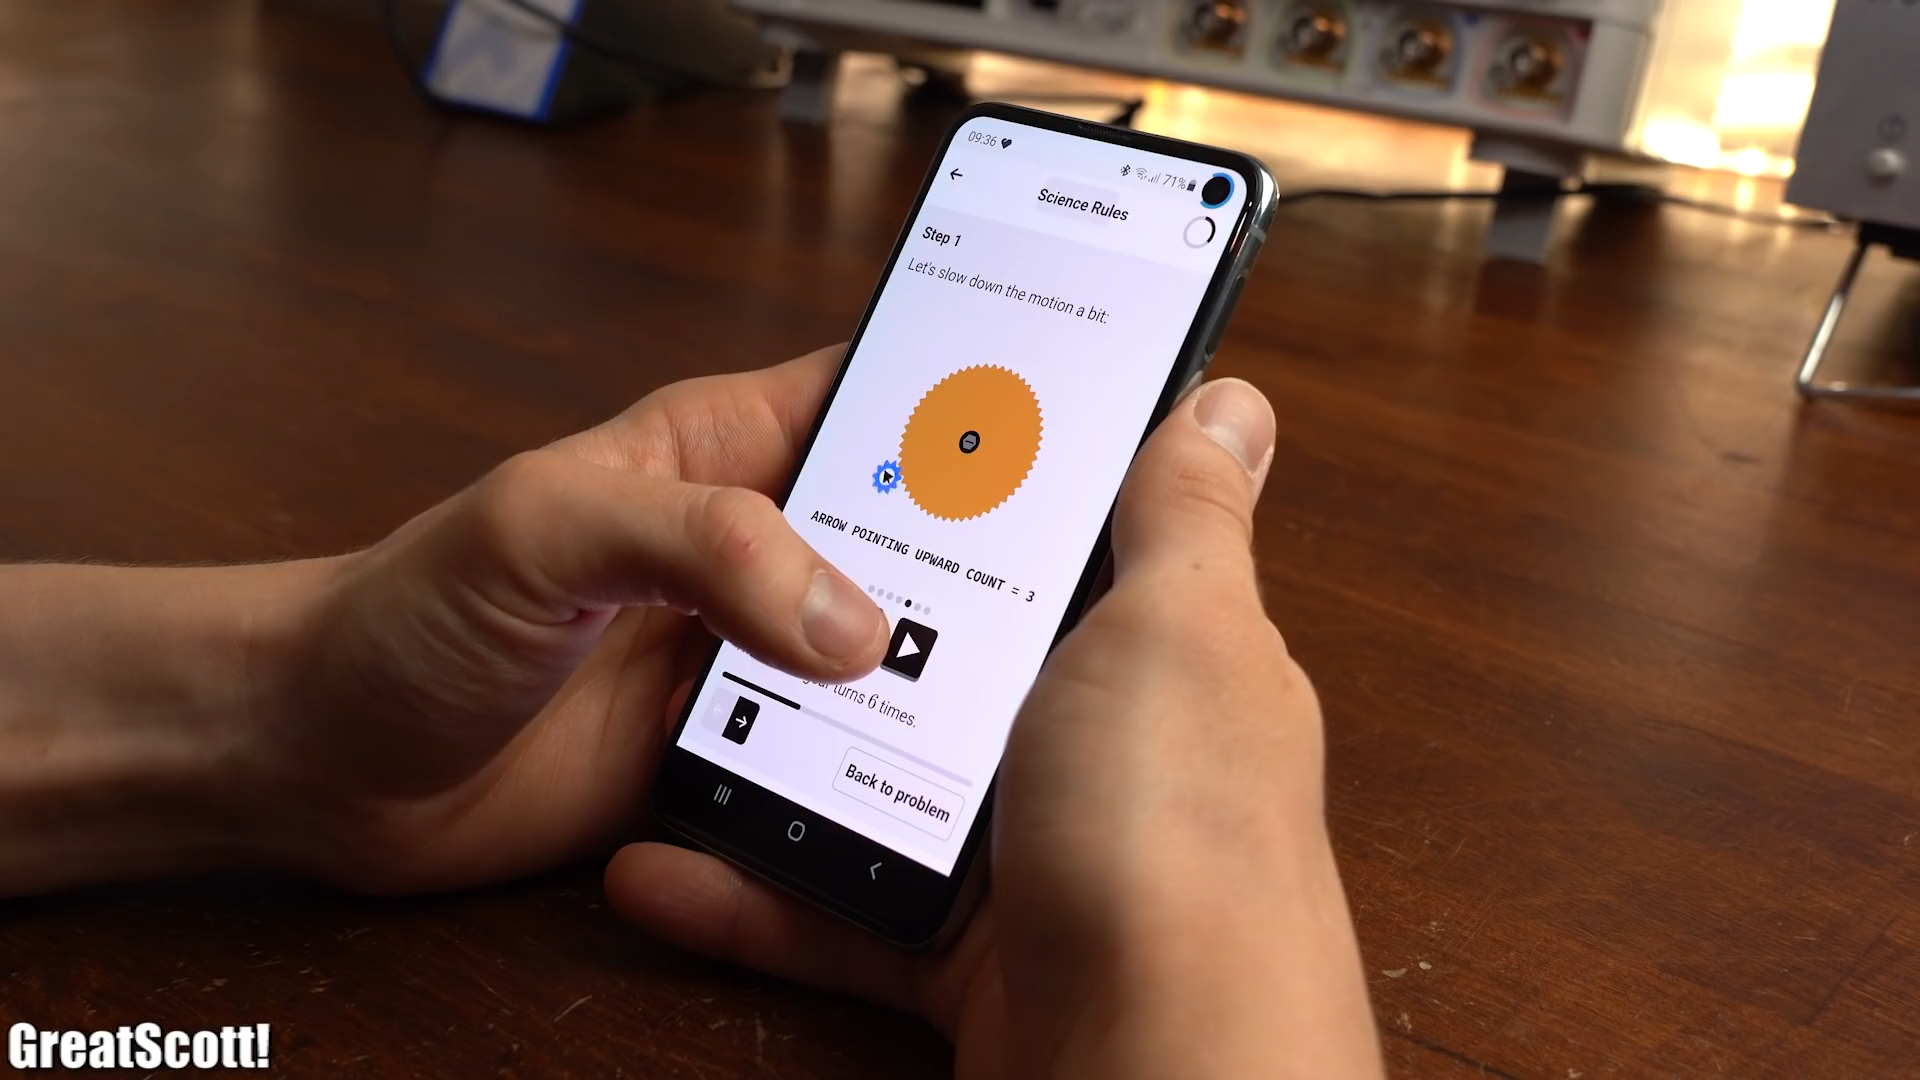 09:36
71%
Science Rules
Step 1
Let's slow down the motion a bit:
ARROW POINTING UPWARD COUNT = 3
turns 6 times.
Back to problem
GreatScott!